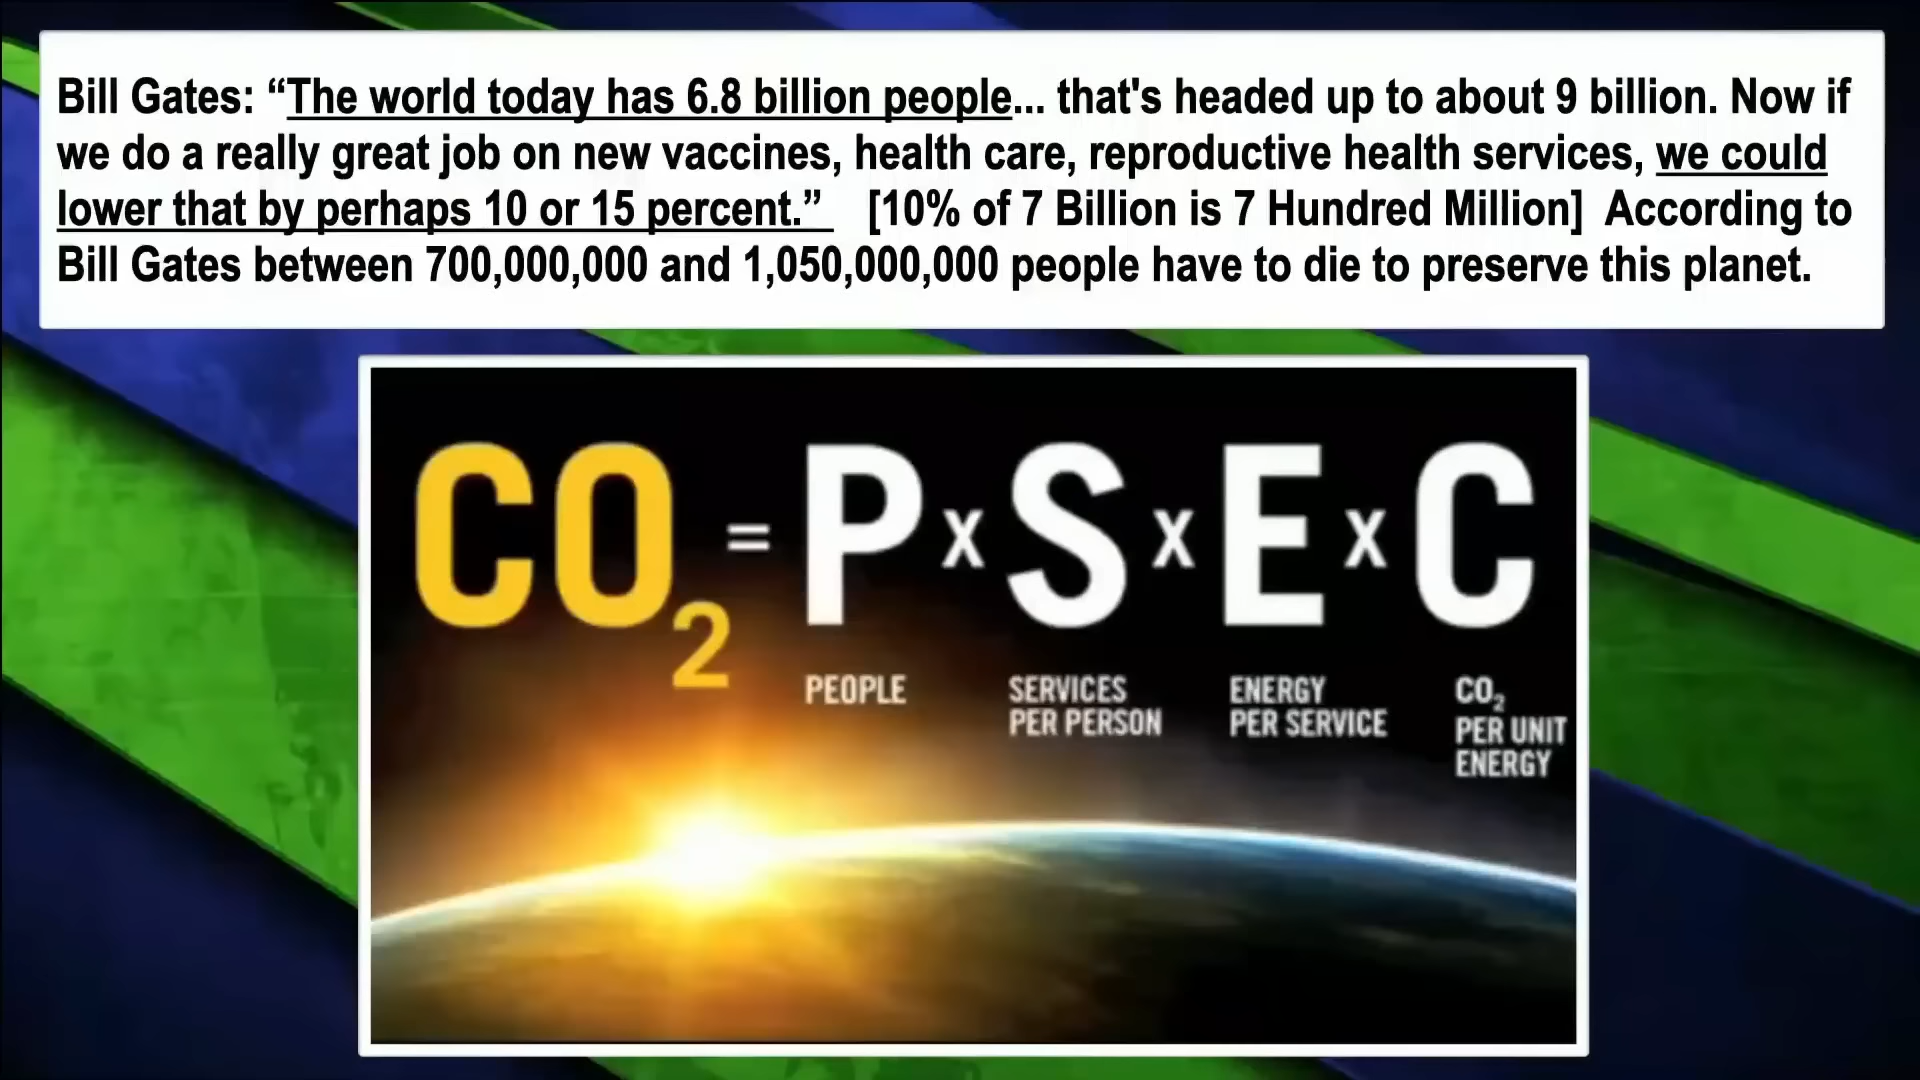 Bill Gates: “The world today has 6.8 billion people... that's headed up to about 9 billion. Now if
we do a really great job on new vaccines, health care, reproductive health services, we could
lower that by perhaps 10 or 15 percent.” [10% of 7 Billion is 7 Hundred Million] According to
Bill Gates between 700,000,000 and 1,050,000,000 people have to die to preserve this planet.
CO₂ = P x S x E x C
PEOPLE
SERVICES
PER PERSON
ENERGY
PER SERVICE
CO₂
PER UNIT
ENERGY